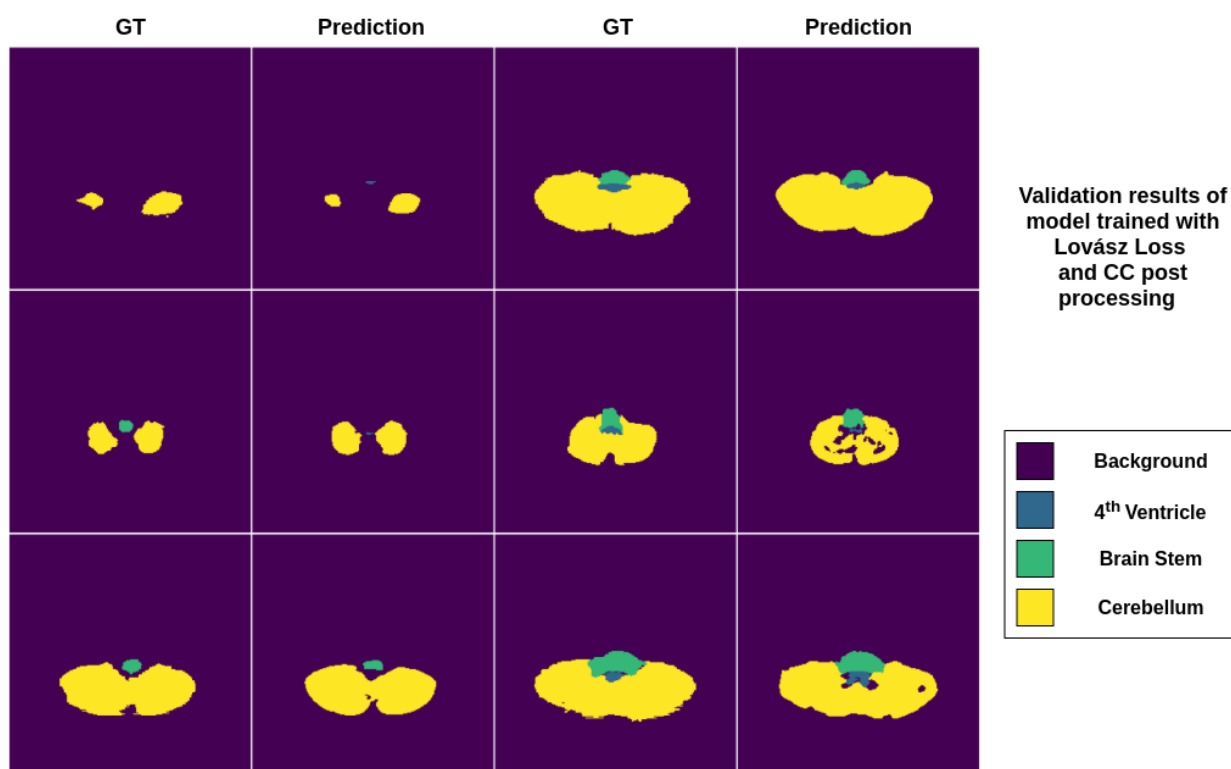 GT
Prediction
GT
Prediction
Validation results of
model trained with
Lovász Loss
and CC post
processing
Background
4th Ventricle
Brain Stem
Cerebellum